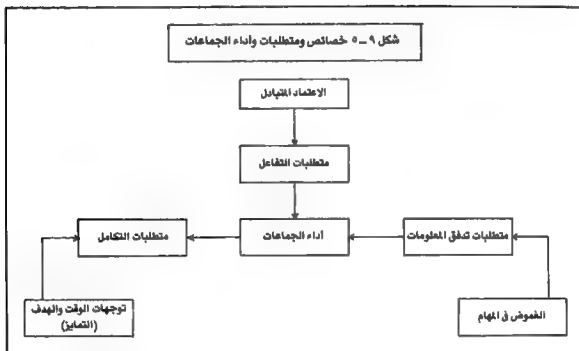 شكل ٩ ـ ٥ خصائص ومتطلبات وأداء الجماعات
الاعتماد المتبادل
متطلبات التفاعل
متطلبات تدفق المعلومات
أداء الجماعات
متطلبات التكامل
الغموض فى المهام
توجهات الوقت والهدف
(التمايز)